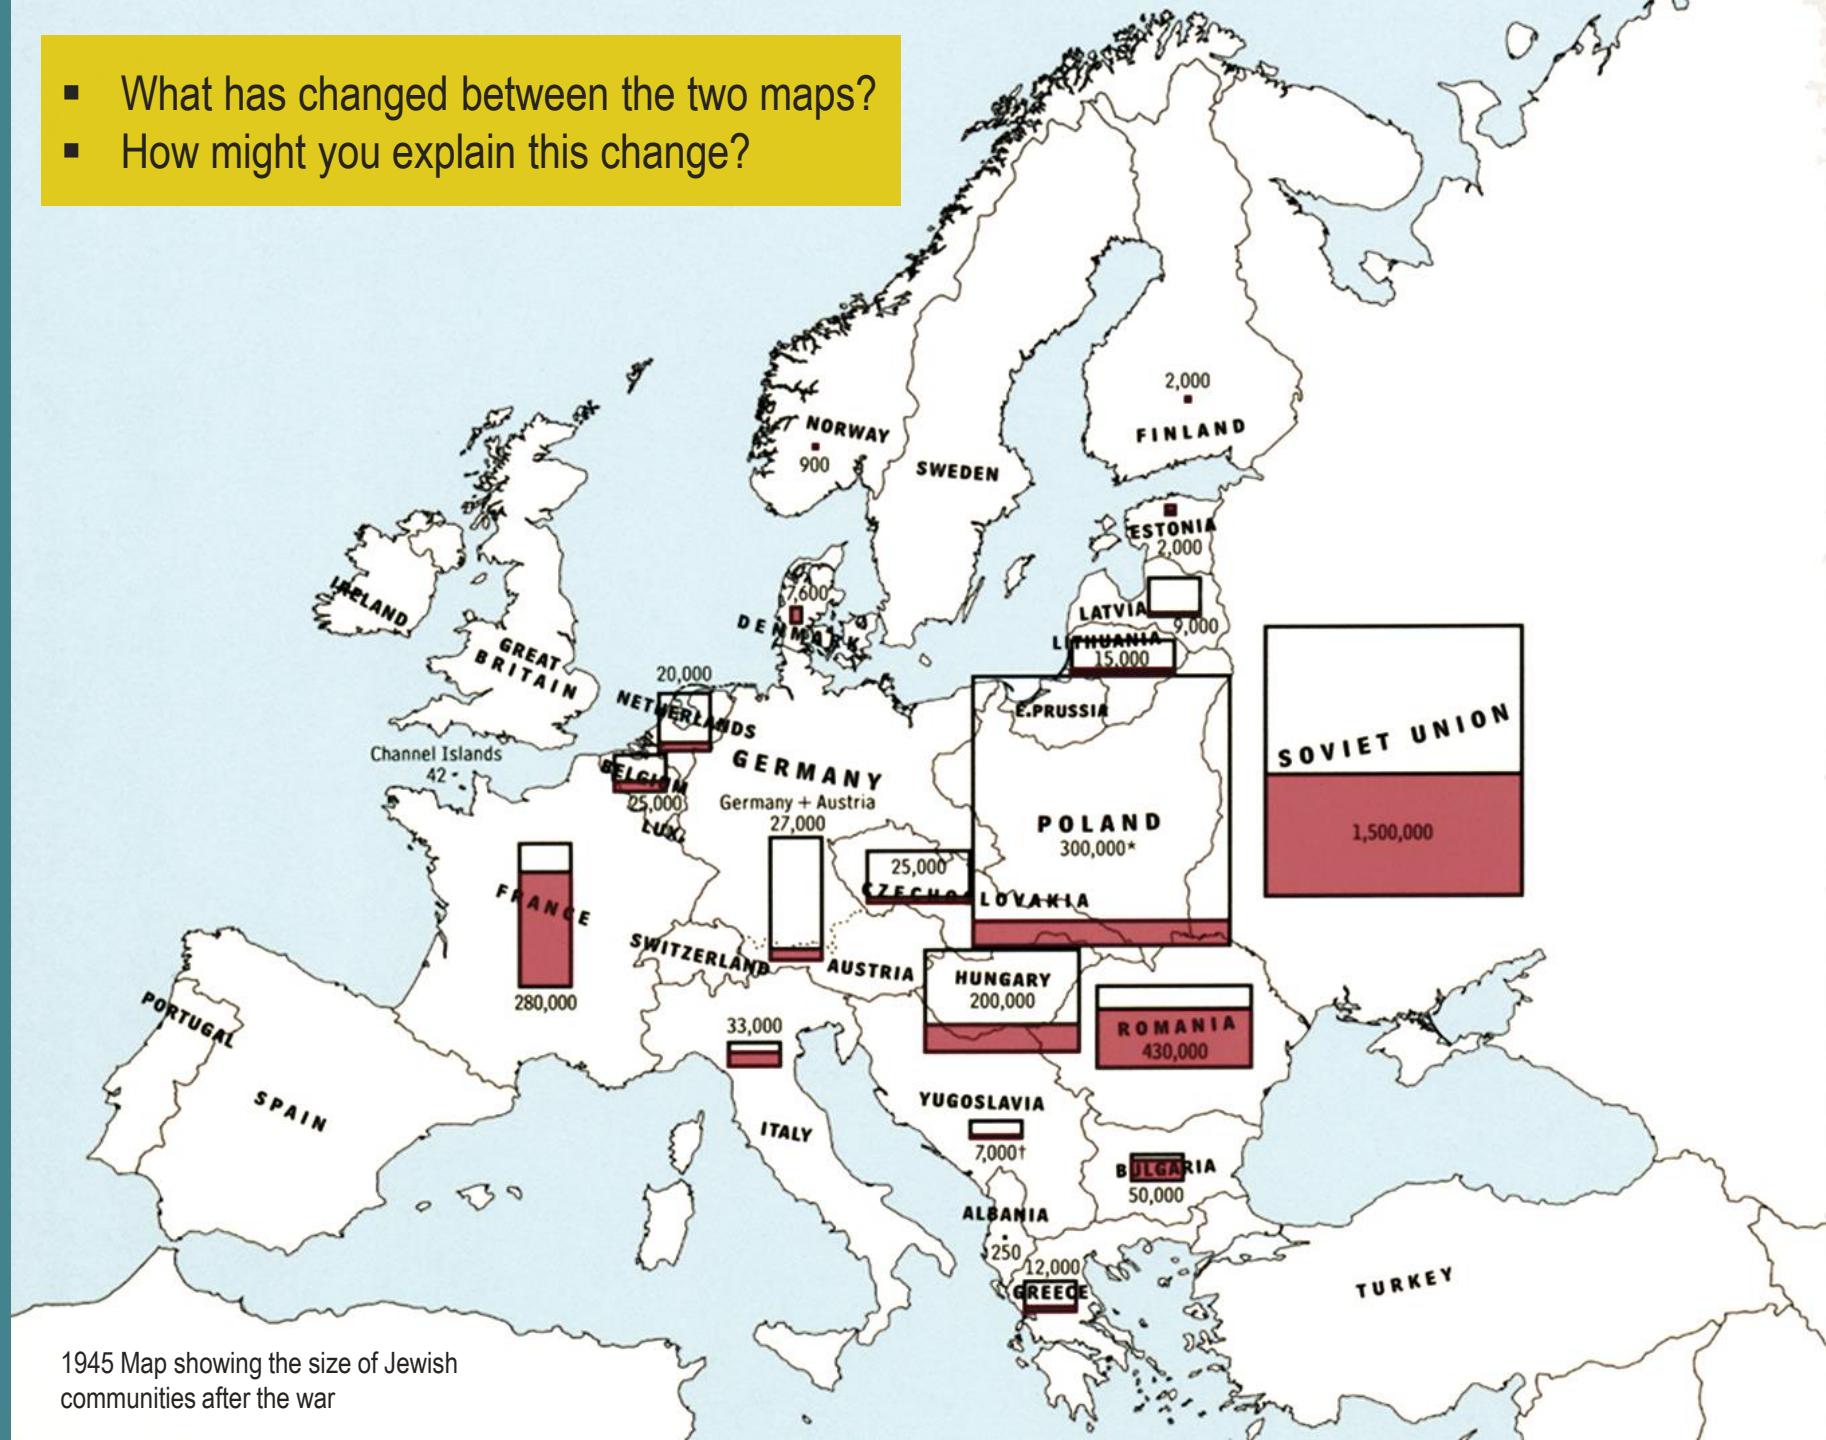 ▪ What has changed between the two maps?
▪ How might you explain this change?
2,000
FINLAND
NORWAY
900
SWEDEN
ESTONIA
2,000
IRELAND
7,600
DENMARK
LATVIA
9,000
LITHUANIA
15,000
GREAT
BRITAIN
20,000
NETHERLANDS
E.PRUSSIA
SOVIET UNION
1,500,000
Channel Islands
42
BELGIUM
25,000
LUX.
GERMANY
Germany + Austria
27,000
POLAND
300,000*
25,000
CZECHOSLOVAKIA
FRANCE
280,000
SWITZERLAND
AUSTRIA
HUNGARY
200,000
ROMANIA
430,000
PORTUGAL
SPAIN
33,000
ITALY
YUGOSLAVIA
7,000†
BULGARIA
50,000
ALBANIA
250
12,000
GREECE
TURKEY
1945 Map showing the size of Jewish
communities after the war